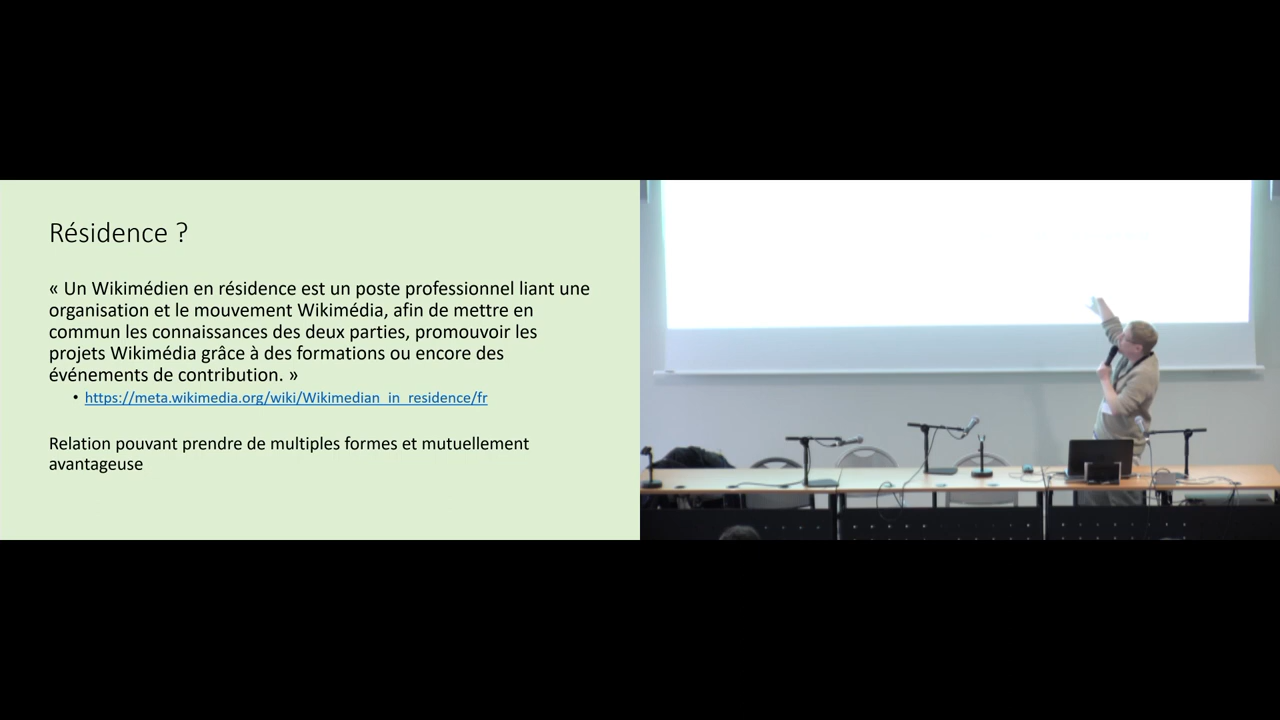 Résidence ?
« Un Wikimédien en résidence est un poste professionnel liant une
organisation et le mouvement Wikimédia, afin de mettre en
commun les connaissances des deux parties, promouvoir les
projets Wikimédia grâce à des formations ou encore des
événements de contribution. »
• https://meta.wikimedia.org/wiki/Wikimedian_in_residence/fr
Relation pouvant prendre de multiples formes et mutuellement
avantageuse